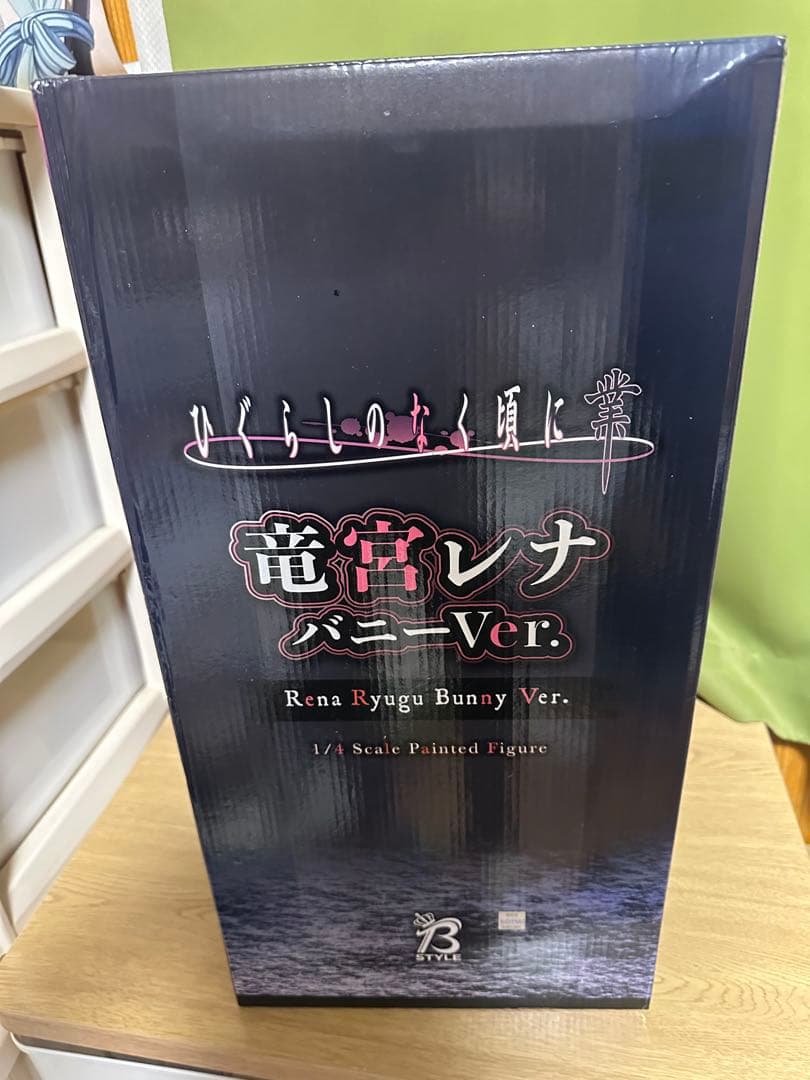 ひぐらしのなく頃に業
竜宮レナ
バニーVer.
Rena Ryugu Bunny Ver.
1/4 Scale Painted Figure
B
STYLE